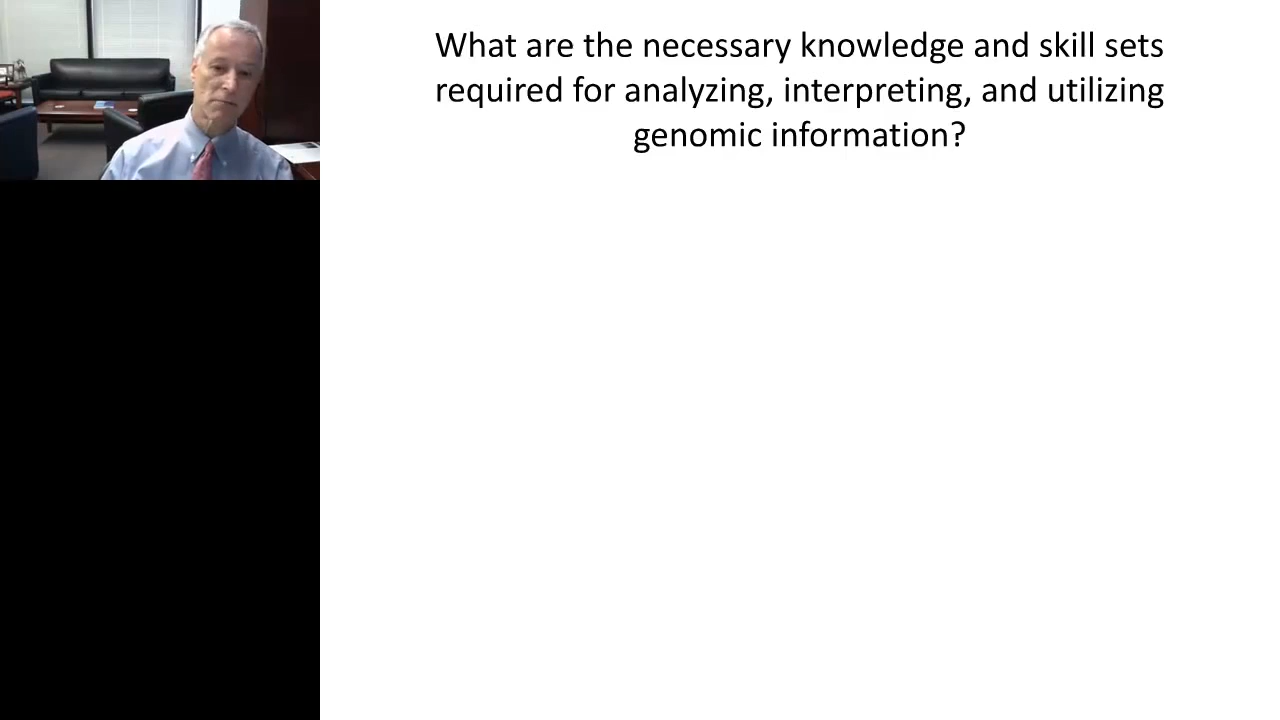 What are the necessary knowledge and skill sets
required for analyzing, interpreting, and utilizing
genomic information?